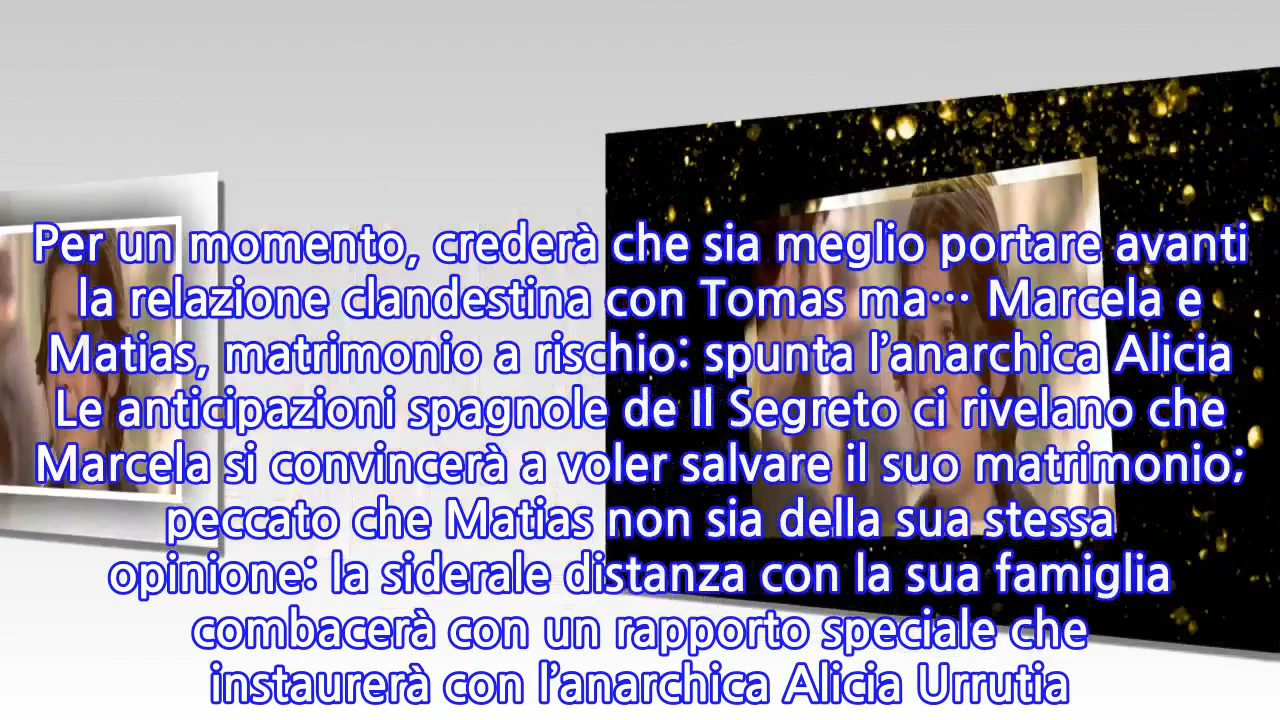 Per un momento, crederà che sia meglio portare avanti
la relazione clandestina con Tomas ma··· Marcela e
Matias, matrimonio a rischio: spunta l'anarchica Alicia
Le anticipazioni spagnole de Il Segreto ci rivelano che
Marcela si convincerà a voler salvare il suo matrimonio;
peccato che Matias non sia della sua stessa
opinione: la siderale distanza con la sua famiglia
combacerà con un rapporto speciale che
instaurerà con l'anarchica Alicia Urrutia